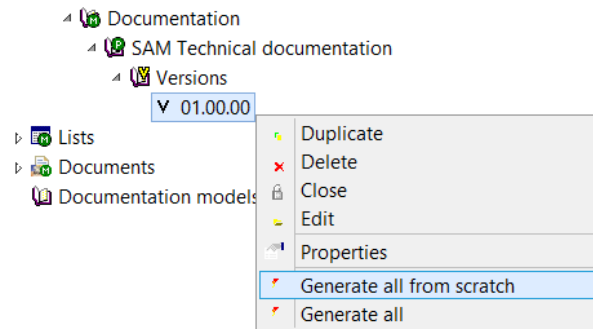 Documentation
SAM Technical documentation
Versions
V 01.00.00
Lists
Documents
Documentation models
Duplicate
Delete
Close
Edit
Properties
Generate all from scratch
Generate all